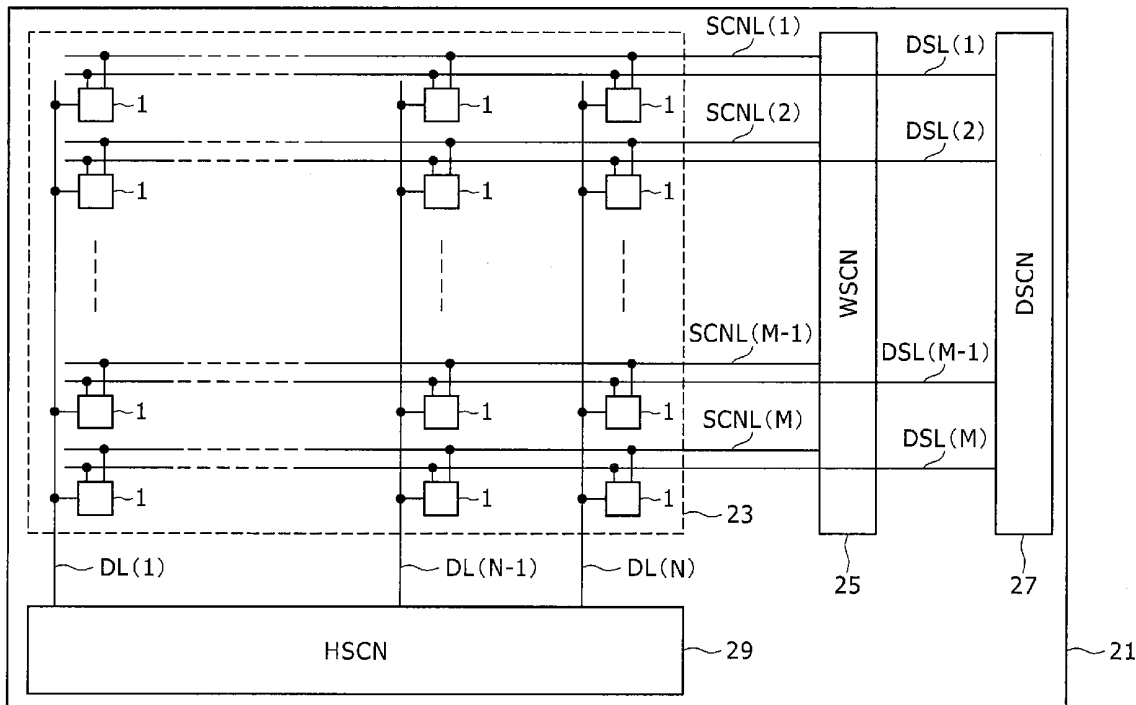 SCNL(1)
DSL(1)
1 1 1
SCNL(2)
DSL(2)
1 1 1
WSCN
DSCN
SCNL(M-1)
DSL(M-1)
1 1 1
SCNL(M)
DSL(M)
1 1 1
23
DL(1) DL(N-1) DL(N)
25 27
HSCN
29
21